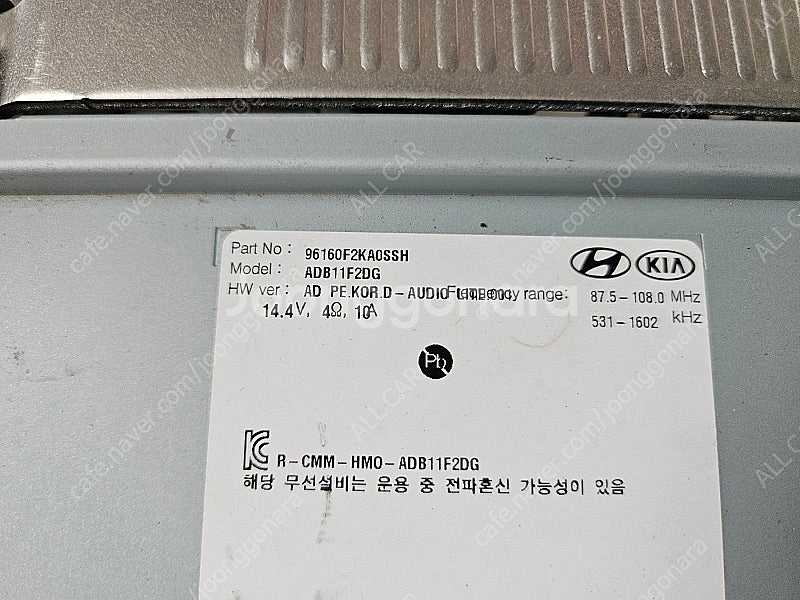 Part No : 96160F2KA0SSH
Model : ADB11F2DG
HYUNDAI KIA
HW ver : AD PE.KOR.D-AUDIO Frequency range: 87.5-108.0 MHz
14.4V, 4Ω, 10A 531-1602 kHz
Pb
R-CMM-HMO-ADB11F2DG
해당 무선설비는 운용 중 전파혼신 가능성이 있음
joonggonara
cafe.naver.com/joonggonara
ALL CAR